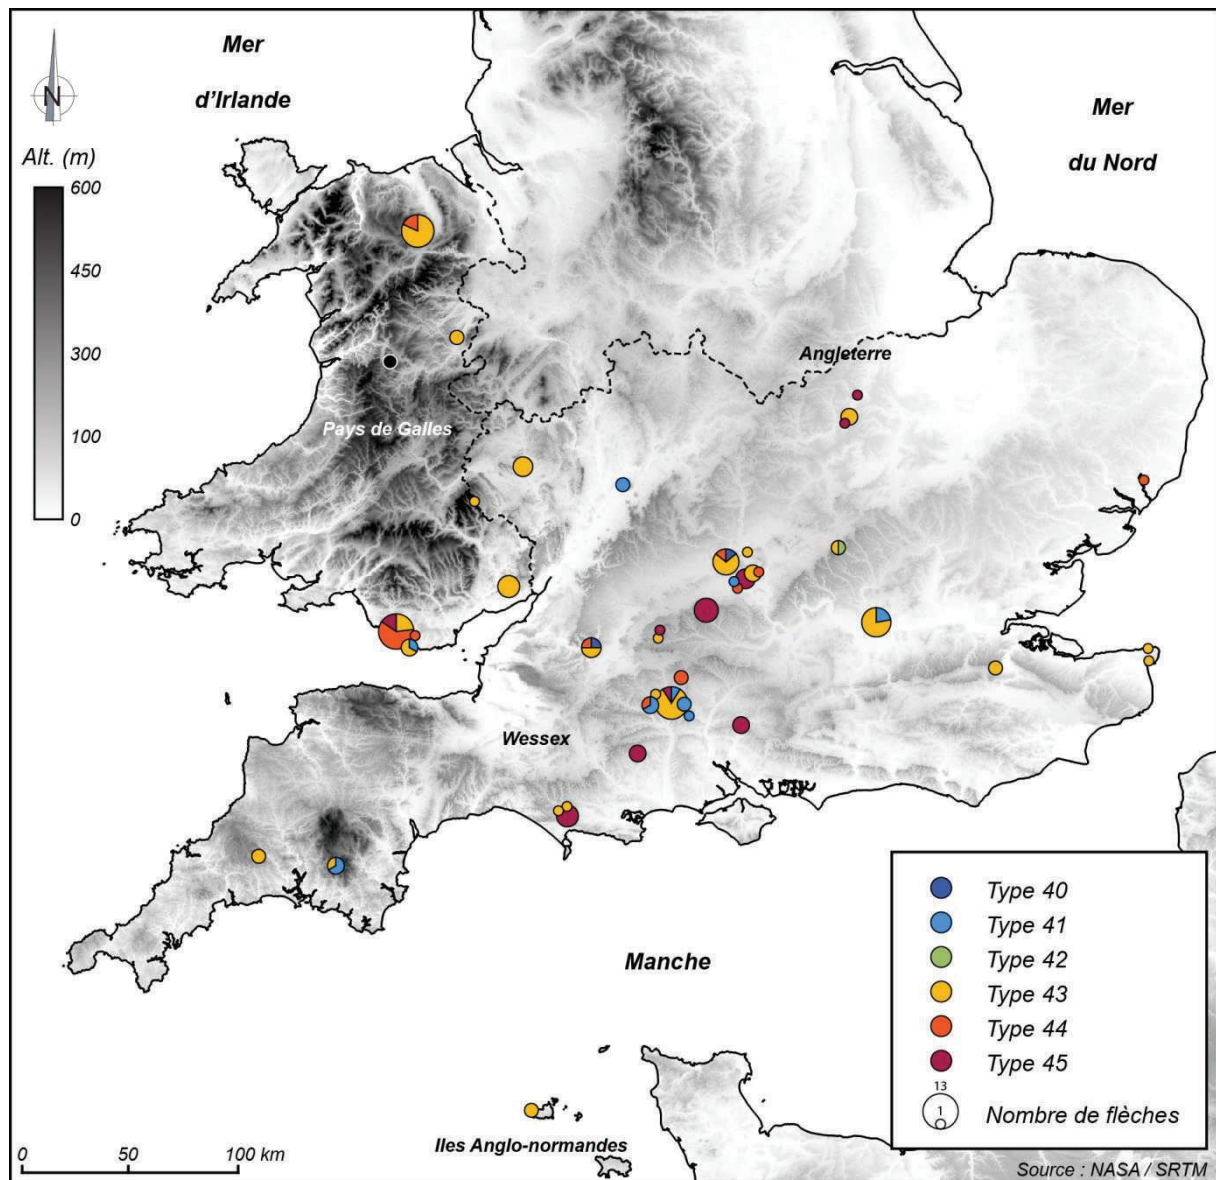 Mer
d'Irlande
Mer
du Nord
N
Alt. (m)
600
450
300
100
0
Angleterre
Pays de Galles
Wessex
Manche
Iles Anglo-normandes
0 50 100 km
Type 40
Type 41
Type 42
Type 43
Type 44
Type 45
13
1
Nombre de flèches
Source : NASA / SRTM